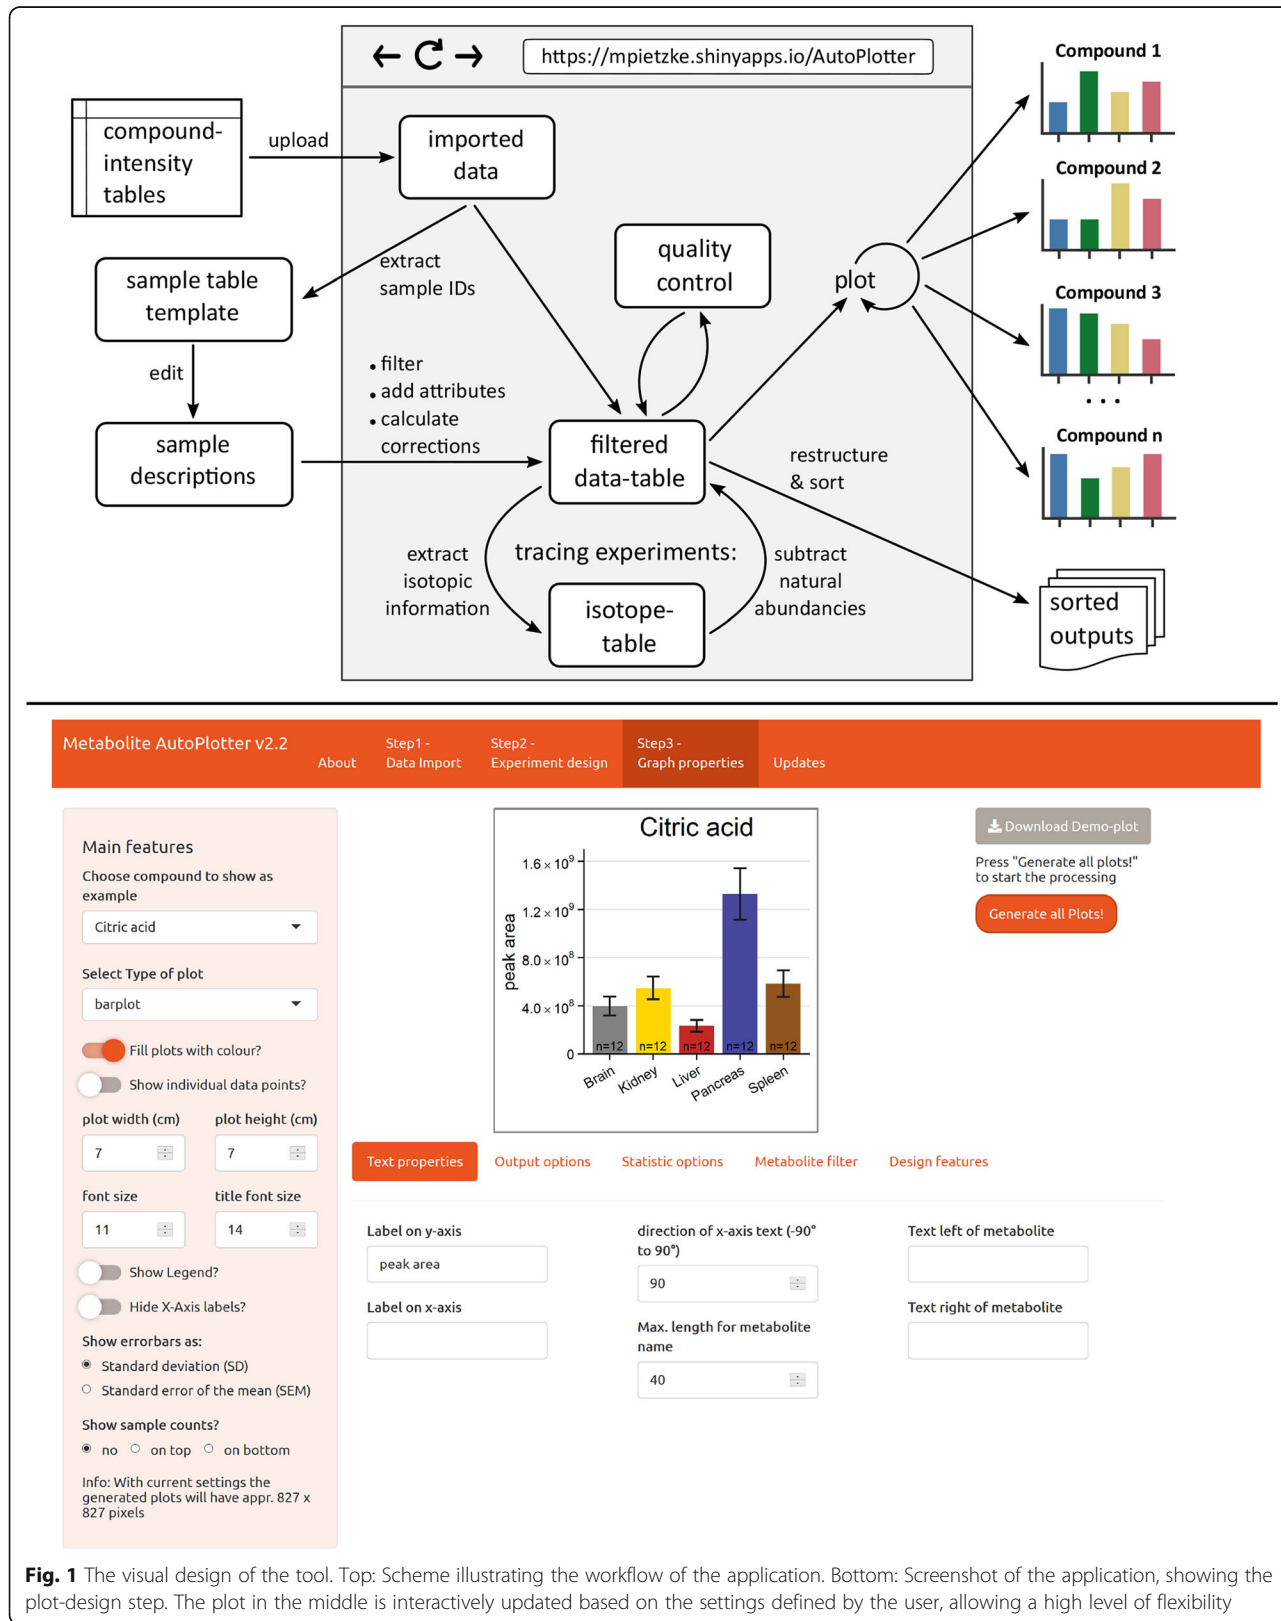 https://mpietzke.shinyapps.io/AutoPlotter
compound-
intensity
tables
upload
imported
data
extract
sample IDs
sample table
template
edit
sample
descriptions
• filter
• add attributes
• calculate
corrections
quality
control
filtered
data-table
plot
restructure
& sort
extract
isotopic
information
tracing experiments:
isotope-
table
subtract
natural
abundancies
Compound 1
Compound 2
Compound 3
...
Compound n
sorted
outputs
Metabolite AutoPlotter v2.2
About
Step1 -
Data Import
Step2 -
Experiment design
Step3 -
Graph properties
Updates
Main features
Choose compound to show as
example
Citric acid
Select Type of plot
barplot
Fill plots with colour?
Show individual data points?
plot width (cm)
plot height (cm)
7
7
font size
title font size
11
14
Show Legend?
Hide X-Axis labels?
Show errorbars as:
Standard deviation (SD)
Standard error of the mean (SEM)
Show sample counts?
no on top on bottom
Info: With current settings the
generated plots will have appr. 827 x
827 pixels
Citric acid
peak area
1.6 × 10⁹
1.2 × 10⁹
8.0 × 10⁸
4.0 × 10⁸
0
n=12 n=12 n=12 n=12 n=12
Brain Kidney Liver Pancreas Spleen
Download Demo-plot
Press "Generate all plots!"
to start the processing
Generate all Plots!
Text properties
Output options
Statistic options
Metabolite filter
Design features
Label on y-axis
peak area
Label on x-axis
direction of x-axis text (-90°
to 90°)
90
Max. length for metabolite
name
40
Text left of metabolite
Text right of metabolite
Fig. 1 The visual design of the tool. Top: Scheme illustrating the workflow of the application. Bottom: Screenshot of the application, showing the
plot-design step. The plot in the middle is interactively updated based on the settings defined by the user, allowing a high level of flexibility